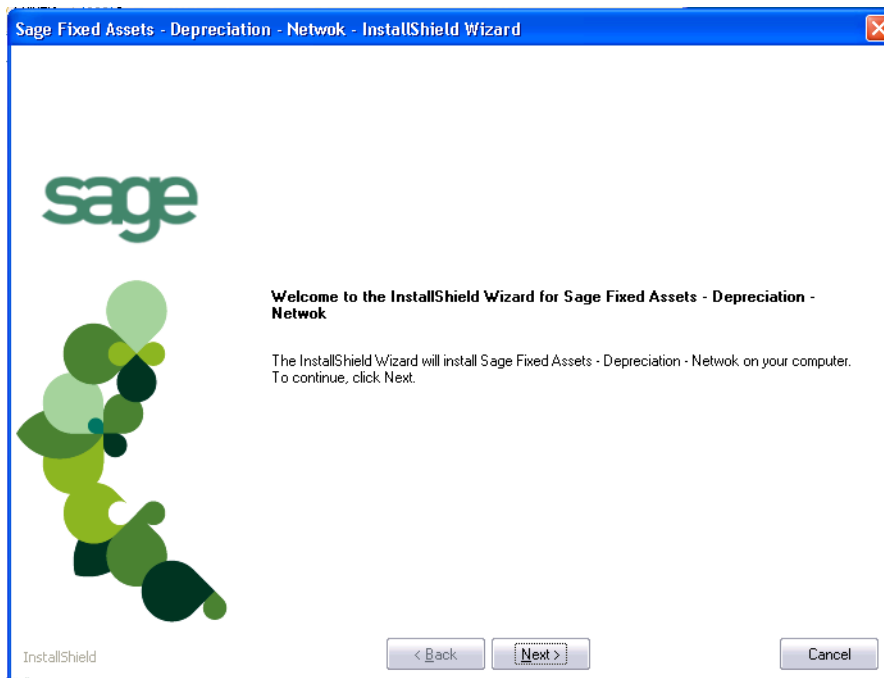 Sage Fixed Assets - Depreciation - Netwok - InstallShield Wizard
sage
Welcome to the InstallShield Wizard for Sage Fixed Assets - Depreciation -
Netwok
The InstallShield Wizard will install Sage Fixed Assets - Depreciation - Netwok on your computer.
To continue, click Next.
InstallShield
< Back
Next >
Cancel